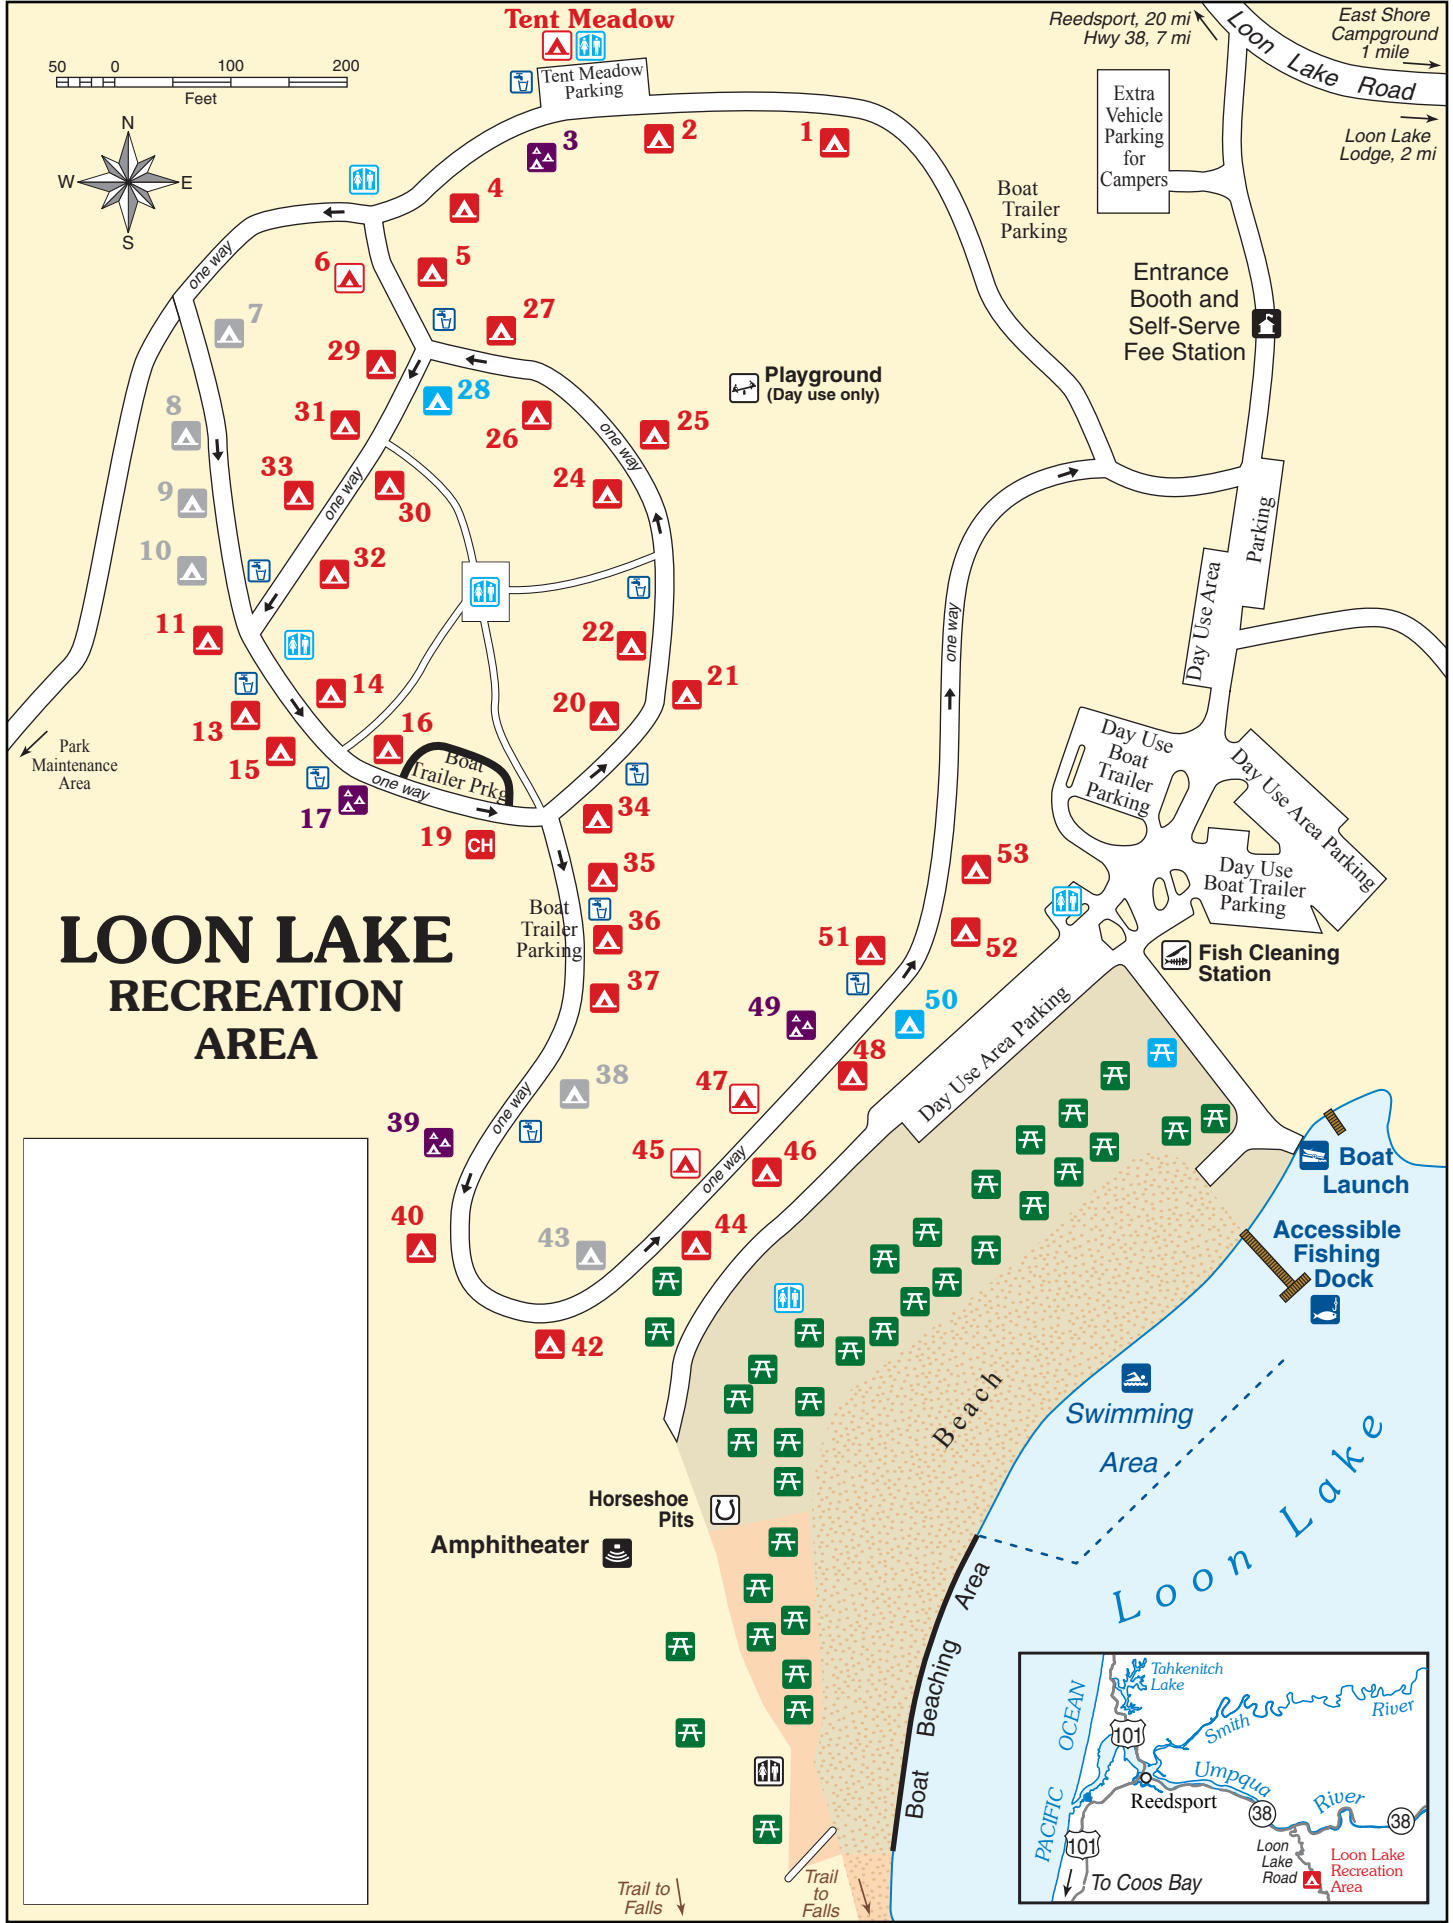 Tent Meadow
Reedsport, 20 mi
Hwy 38, 7 mi
Loon Lake Road
East Shore
Campground
1 mile
Loon Lake
Lodge, 2 mi
50 0 100 200
Feet
N
W E
S
Tent Meadow
Parking
Extra
Vehicle
Parking
for
Campers
Boat
Trailer
Parking
Entrance
Booth and
Self-Serve
Fee Station
1
2
3
4
5
6
7
8
9
10
11
13
14
15
16
17
19
CH
20
21
22
24
25
26
27
28
29
30
31
32
33
34
35
36
37
38
39
40
42
43
44
45
46
47
48
49
50
51
52
53
one way
one way
one way
one way
one way
one way
one way
Playground
(Day use only)
Park
Maintenance
Area
Boat
Trailer Prkg
Boat
Trailer
Parking
LOON LAKE
RECREATION
AREA
Parking
Day Use Area
Day Use
Boat
Trailer
Parking
Day Use Area Parking
Day Use
Boat Trailer
Parking
Day Use Area Parking
Fish Cleaning
Station
Boat
Launch
Accessible
Fishing
Dock
Swimming
Area
Beach
Loon Lake
Horseshoe
Pits
Amphitheater
Boat Beaching Area
Trail to
Falls
Trail
to
Falls
Tahkenitch
Lake
PACIFIC OCEAN
101
Smith River
Umpqua River
Reedsport
38
38
101
To Coos Bay
Loon
Lake
Road
Loon Lake
Recreation
Area